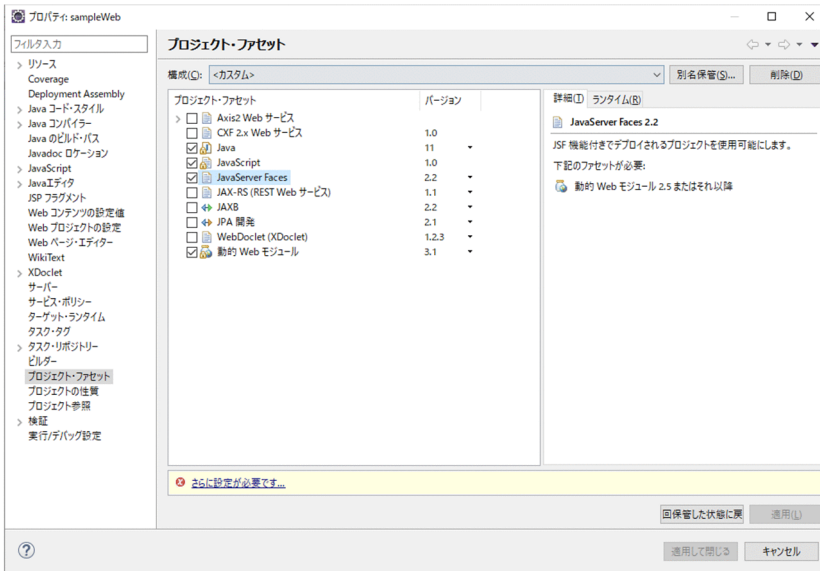 プロパティ: sampleWeb
フィルタ入力
リソース
Coverage
Deployment Assembly
Java コード・スタイル
Java コンパイラー
Java のビルド・パス
Javadoc ロケーション
JavaScript
Javaエディタ
JSP フラグメント
Web コンテンツの設定値
Web プロジェクトの設定
Web ページ・エディター
WikiText
XDoclet
サーバー
サービス・ポリシー
ターゲット・ランタイム
タスク・タグ
タスク・リポジトリー
ビルダー
プロジェクト・ファセット
プロジェクトの性質
プロジェクト参照
検証
実行/デバッグ設定
プロジェクト・ファセット
構成(C): <カスタム> 別名保管(S)... 削除(D)
プロジェクト・ファセット バージョン
Axis2 Web サービス
CXF 2.x Web サービス 1.0
Java 11
JavaScript 1.0
JavaServer Faces 2.2
JAX-RS (REST Web サービス) 1.1
JAXB 2.2
JPA 開発 2.1
WebDoclet (XDoclet) 1.2.3
動的 Web モジュール 3.1
詳細(T) ランタイム(R)
JavaServer Faces 2.2
JSF 機能付きでデプロイされるプロジェクトを使用可能にします。
下記のファセットが必要:
動的 Web モジュール 2.5 またはそれ以降
さらに設定が必要です...
回保管した状態に戻 適用(L)
適用して閉じる キャンセル